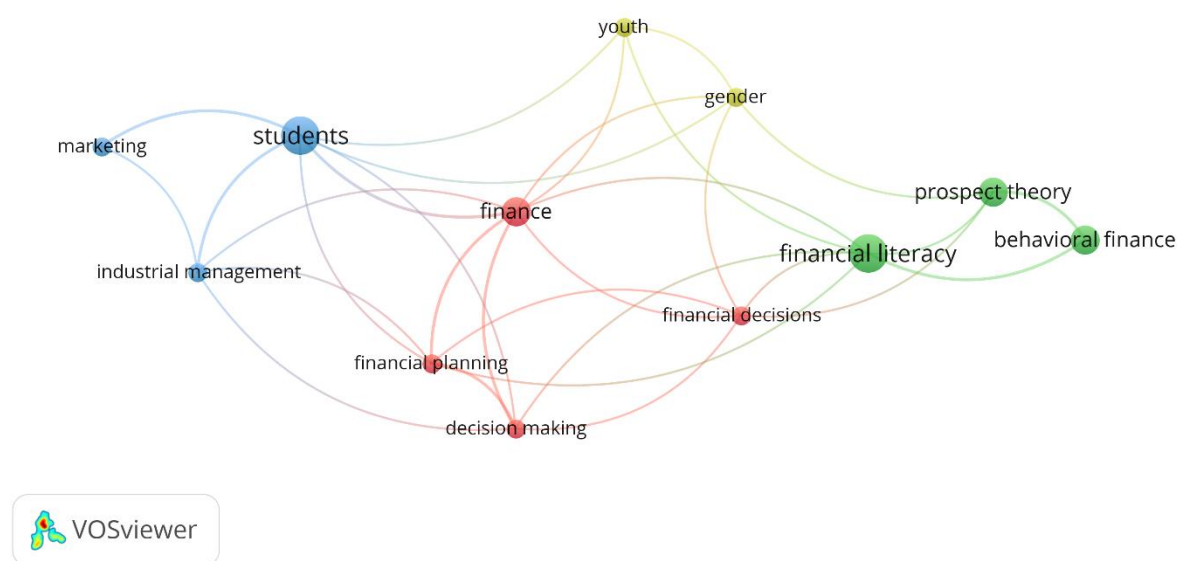 youth
gender
students
marketing
prospect theory
finance
behavioral finance
financial literacy
industrial management
financial decisions
financial planning
decision making
VOSviewer